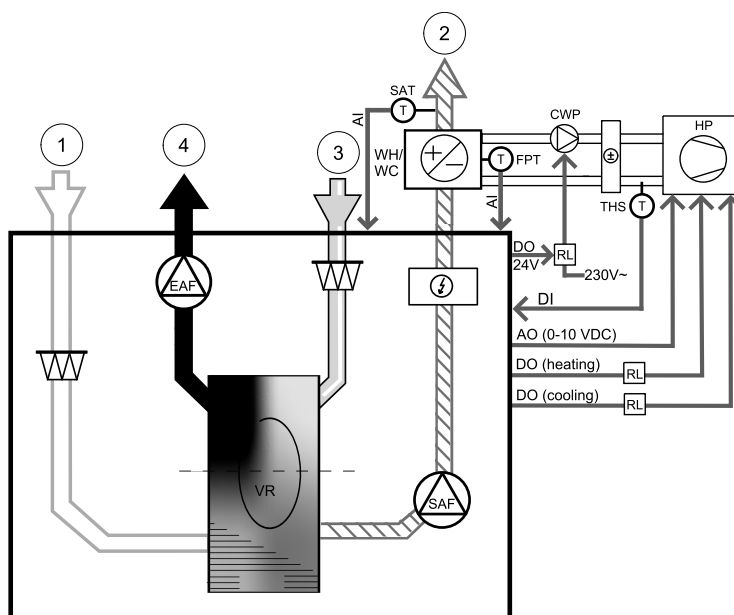 2
SAT
T
AI
CWP
HP
1
4
3
WH/
WC
+
−
T
FPT
±
AI
THS
T
DO
24V
RL
230V~
EAF
DI
AO (0-10 VDC)
DO (heating)
RL
DO (cooling)
RL
VR
SAF